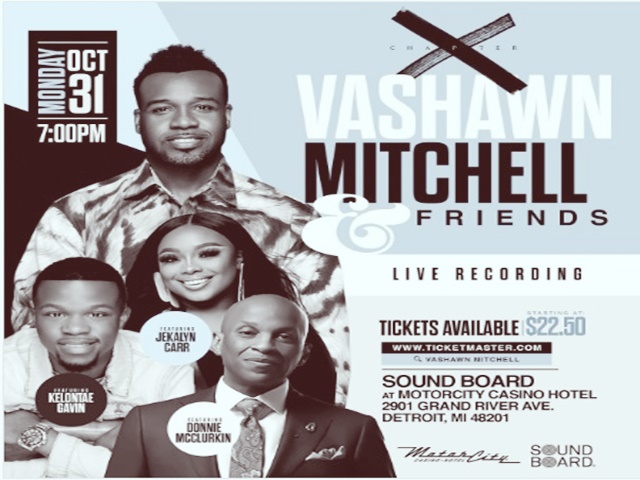 MONDAY
OCT
31
7:00PM
CHAPTER
X
VASHAWN
MITCHELL
& FRIENDS
LIVE RECORDING
STARTING AT:
TICKETS AVAILABLE $22.50
WWW.TICKETMASTER.COM
VASHAWN MITCHELL
SOUND BOARD
AT MOTORCITY CASINO HOTEL
2901 GRAND RIVER AVE.
DETROIT, MI 48201
FEATURING
JEKALYN
CARR
FEATURING
KELONTAE
GAVIN
FEATURING
DONNIE
MCCLURKIN
MotorCity
CASINO·HOTEL
SOUND
BOARD